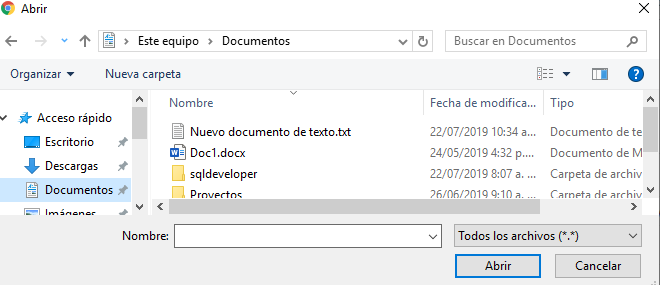 Abrir
Este equipo > Documentos
Buscar en Documentos
Organizar Nueva carpeta
Nombre Fecha de modifica... Tipo
Acceso rápido
Escritorio
Descargas
Documentos
Imágenes
Nuevo documento de texto.txt 22/07/2019 10:34 a... Documento de te
Doc1.docx 24/05/2019 4:32 p.... Documento de M
sqldeveloper 22/07/2019 8:07 a. ... Carpeta de archiv
Proyectos 26/06/2019 9:10 a. ... Carpeta de archiv
Nombre:
Todos los archivos (*.*)
Abrir Cancelar